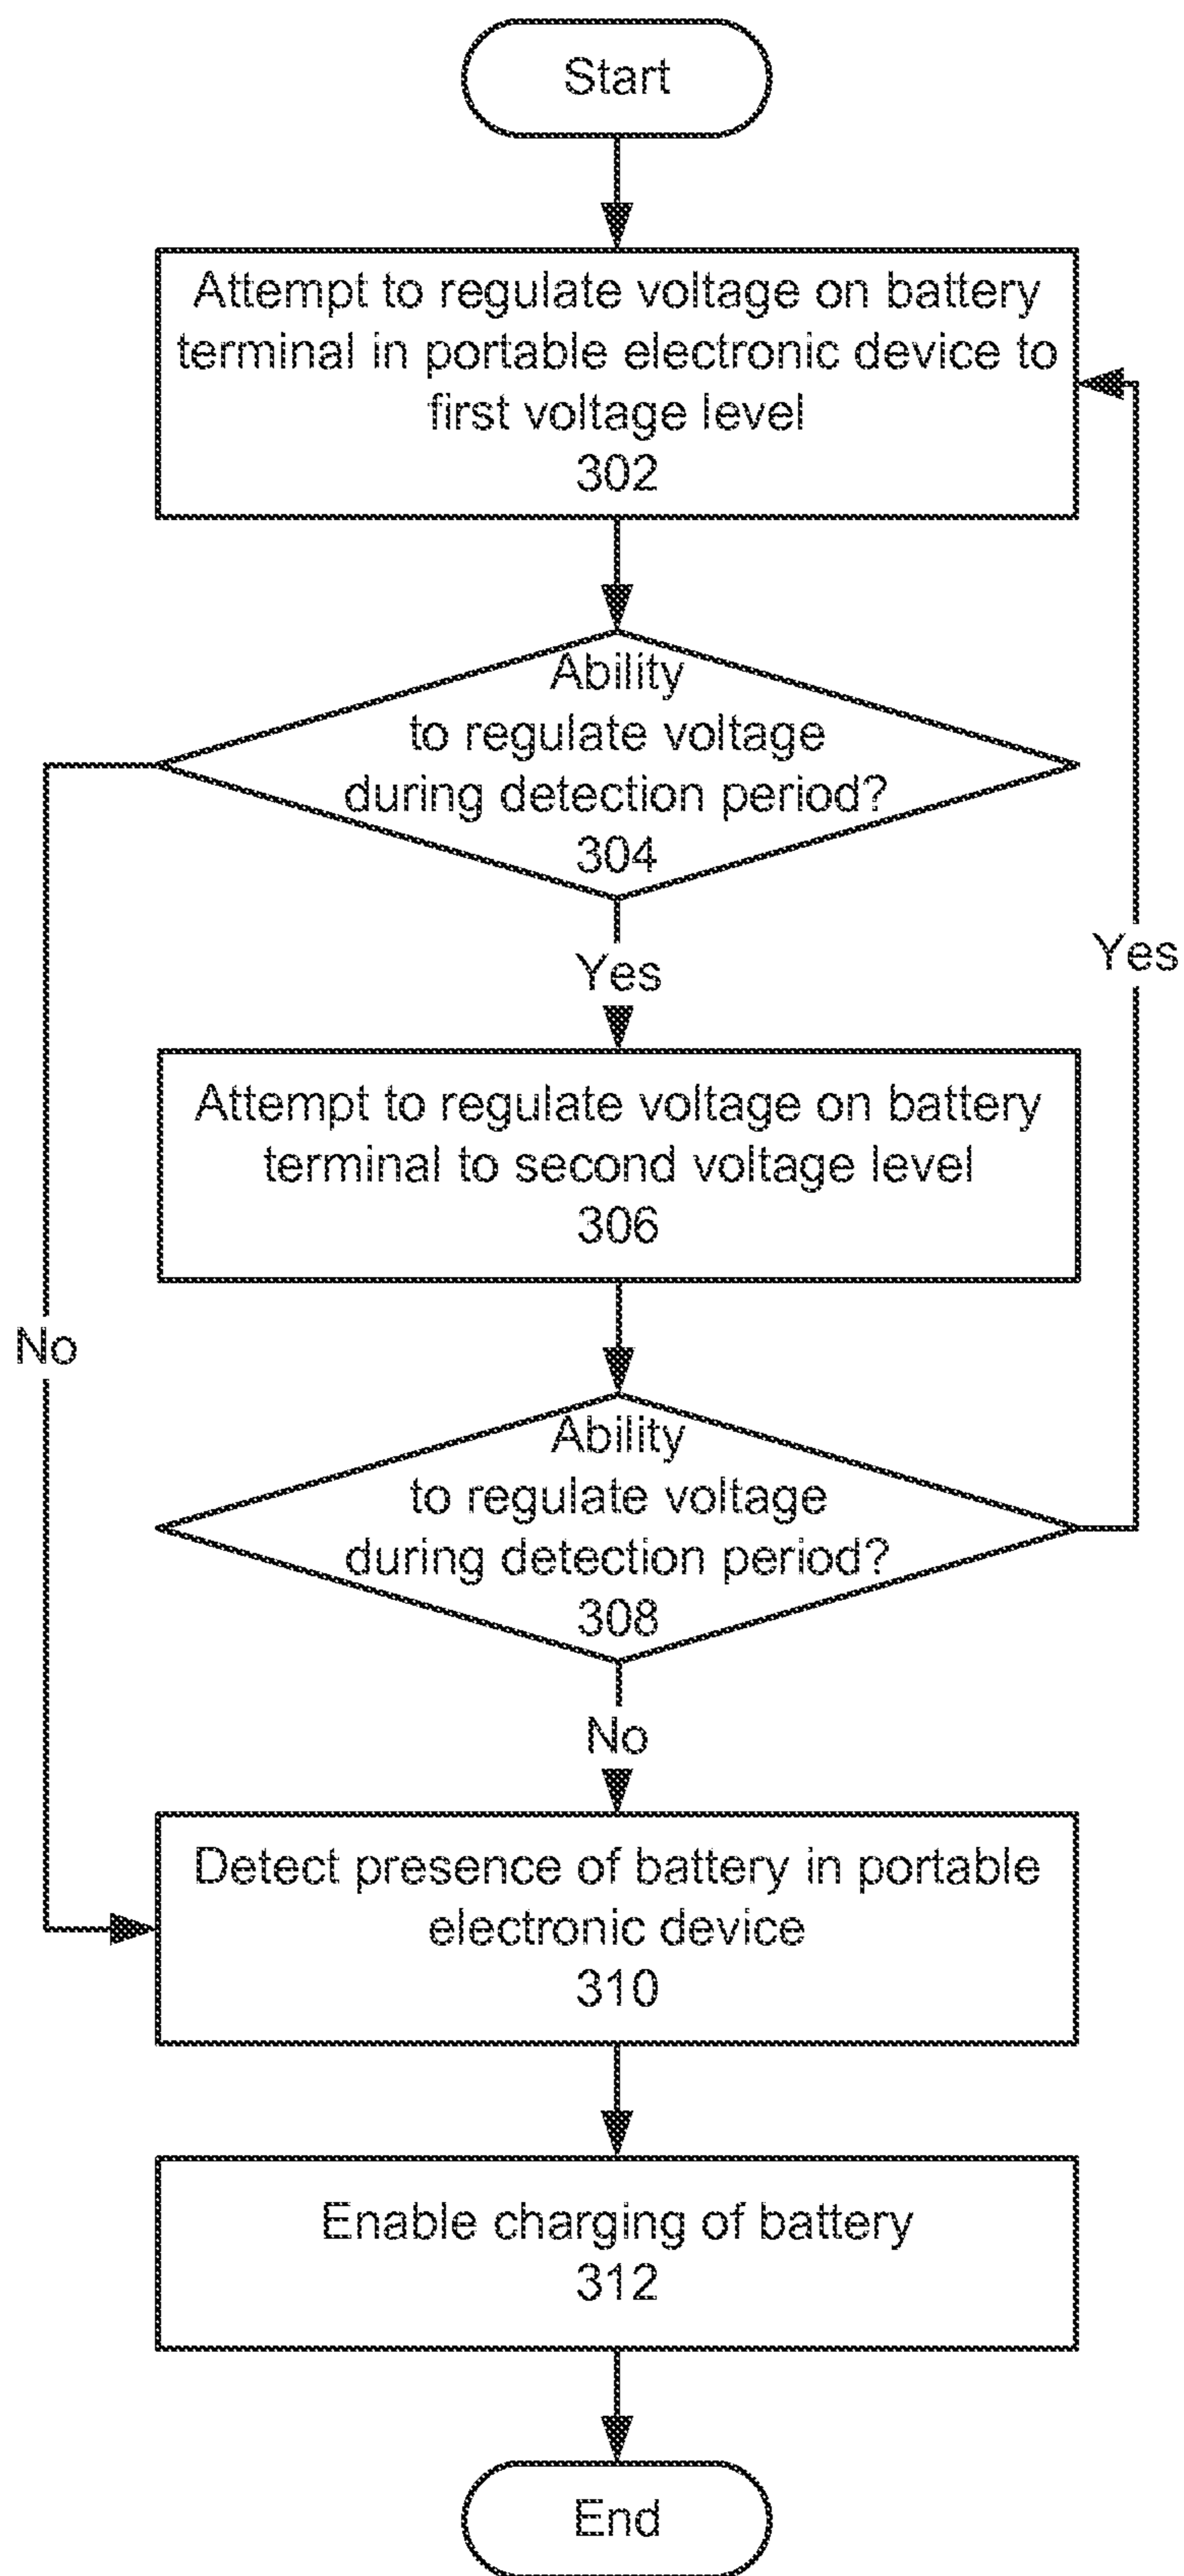 Start
Attempt to regulate voltage on battery
terminal in portable electronic device to
first voltage level
302
Ability
to regulate voltage
during detection period?
304
Yes
Yes
Attempt to regulate voltage on battery
terminal to second voltage level
306
No
Ability
to regulate voltage
during detection period?
308
No
Detect presence of battery in portable
electronic device
310
Enable charging of battery
312
End